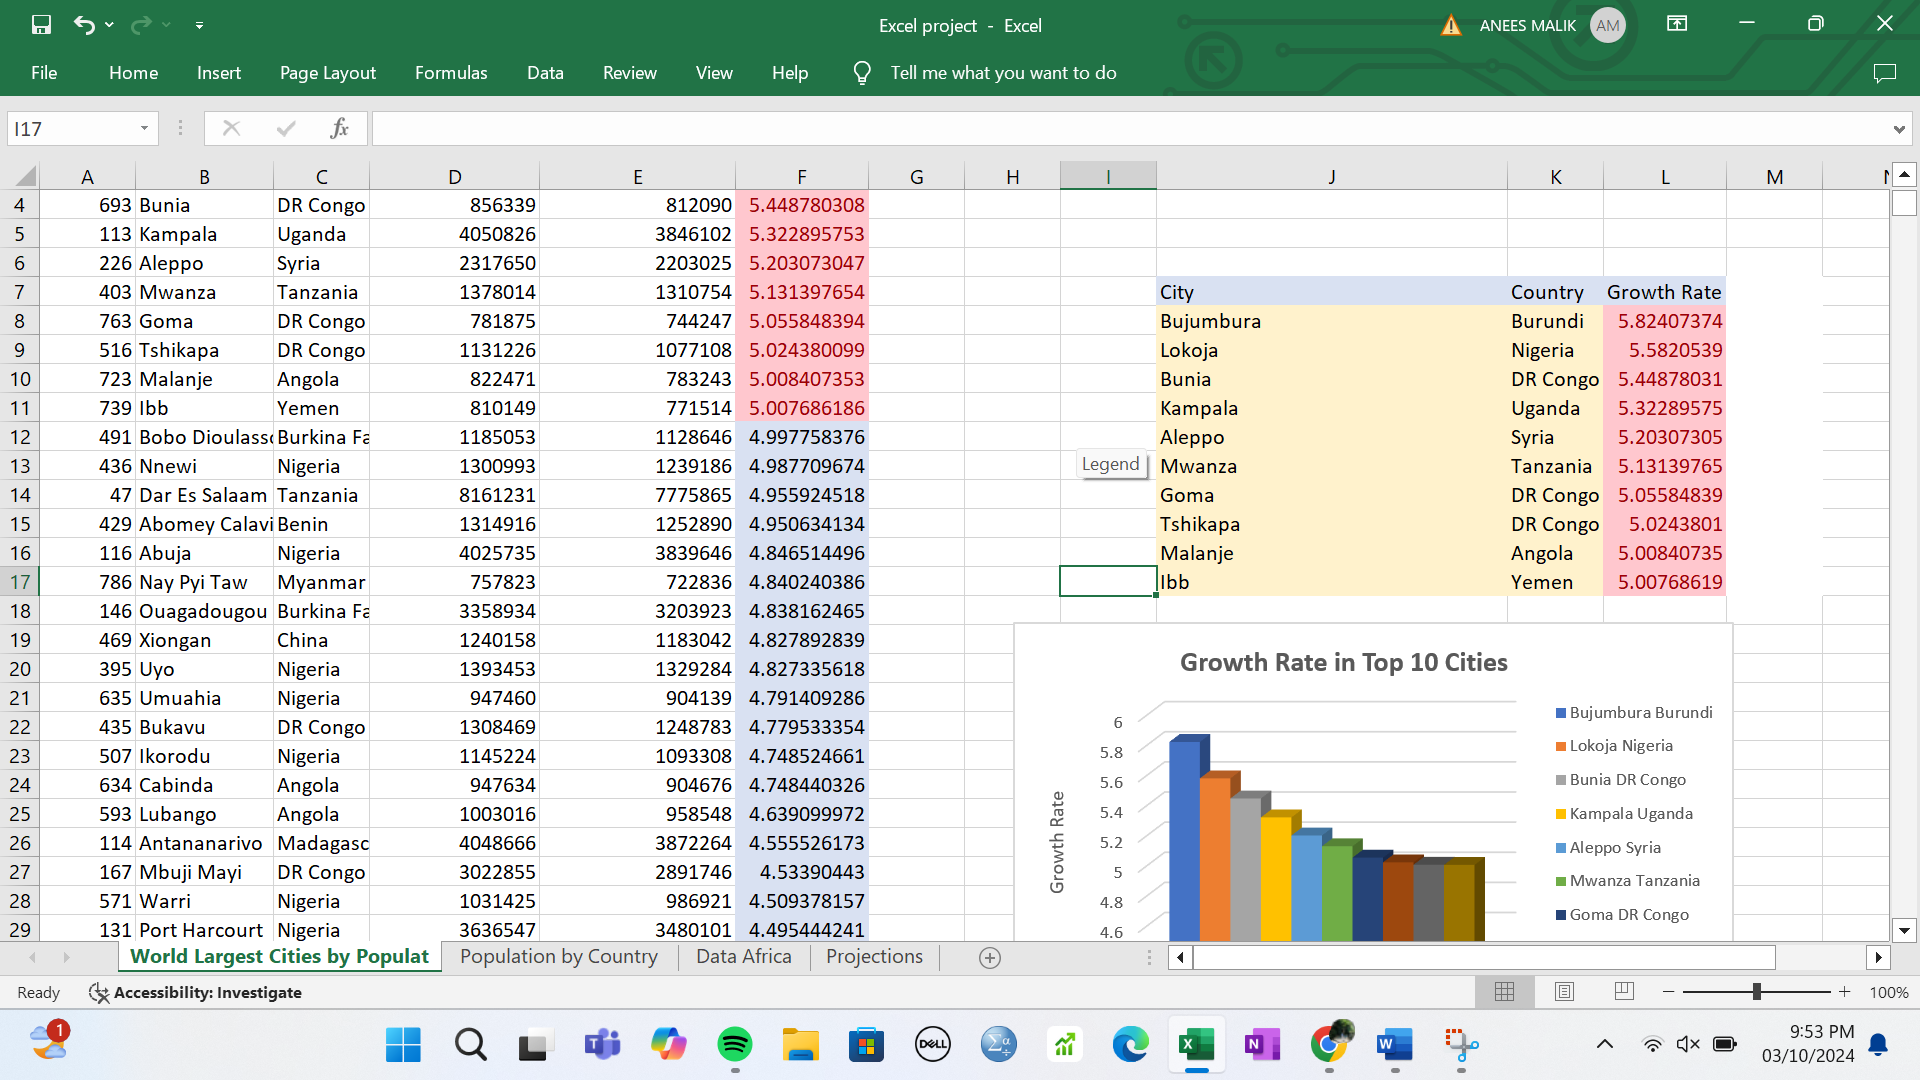 Excel project - Excel
ANEES MALIK AM
File Home Insert Page Layout Formulas Data Review View Help Tell me what you want to do
I17 fx
A B C D E F G H I J K L M
4 693 Bunia DR Congo 856339 812090 5.448780308
5 113 Kampala Uganda 4050826 3846102 5.322895753
6 226 Aleppo Syria 2317650 2203025 5.203073047
7 403 Mwanza Tanzania 1378014 1310754 5.131397654 City Country Growth Rate
8 763 Goma DR Congo 781875 744247 5.055848394 Bujumbura Burundi 5.82407374
9 516 Tshikapa DR Congo 1131226 1077108 5.024380099 Lokoja Nigeria 5.5820539
10 723 Malanje Angola 822471 783243 5.008407353 Bunia DR Congo 5.44878031
11 739 Ibb Yemen 810149 771514 5.007686186 Kampala Uganda 5.32289575
12 491 Bobo Dioulasso Burkina Fa 1185053 1128646 4.997758376 Aleppo Syria 5.20307305
13 436 Nnewi Nigeria 1300993 1239186 4.987709674 Legend Mwanza Tanzania 5.13139765
14 47 Dar Es Salaam Tanzania 8161231 7775865 4.955924518 Goma DR Congo 5.05584839
15 429 Abomey Calavi Benin 1314916 1252890 4.950634134 Tshikapa DR Congo 5.0243801
16 116 Abuja Nigeria 4025735 3839646 4.846514496 Malanje Angola 5.00840735
17 786 Nay Pyi Taw Myanmar 757823 722836 4.840240386 Ibb Yemen 5.00768619
18 146 Ouagadougou Burkina Fa 3358934 3203923 4.838162465
19 469 Xiongan China 1240158 1183042 4.827892839
20 395 Uyo Nigeria 1393453 1329284 4.827335618
21 635 Umuahia Nigeria 947460 904139 4.791409286
22 435 Bukavu DR Congo 1308469 1248783 4.779533354
23 507 Ikorodu Nigeria 1145224 1093308 4.748524661
24 634 Cabinda Angola 947634 904676 4.748440326
25 593 Lubango Angola 1003016 958548 4.639099972
26 114 Antananarivo Madagasc 4048666 3872264 4.555526173
27 167 Mbuji Mayi DR Congo 3022855 2891746 4.53390443
28 571 Warri Nigeria 1031425 986921 4.509378157
29 131 Port Harcourt Nigeria 3636547 3480101 4.495444241
Growth Rate in Top 10 Cities
Growth Rate
6
5.8
5.6
5.4
5.2
5
4.8
4.6
Bujumbura Burundi
Lokoja Nigeria
Bunia DR Congo
Kampala Uganda
Aleppo Syria
Mwanza Tanzania
Goma DR Congo
World Largest Cities by Populat Population by Country Data Africa Projections
Ready Accessibility: Investigate 100%
1
DELL
9:53 PM
03/10/2024